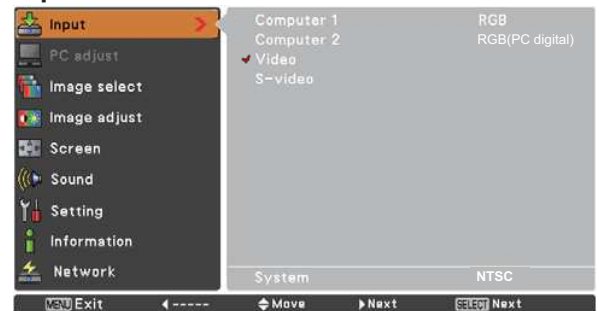 Input
PC adjust
Image select
Image adjust
Screen
Sound
Setting
Information
Network
Computer 1 RGB
Computer 2 RGB(PC digital)
Video
S-video
System NTSC
MENU Exit ----- Move Next SELECT Next